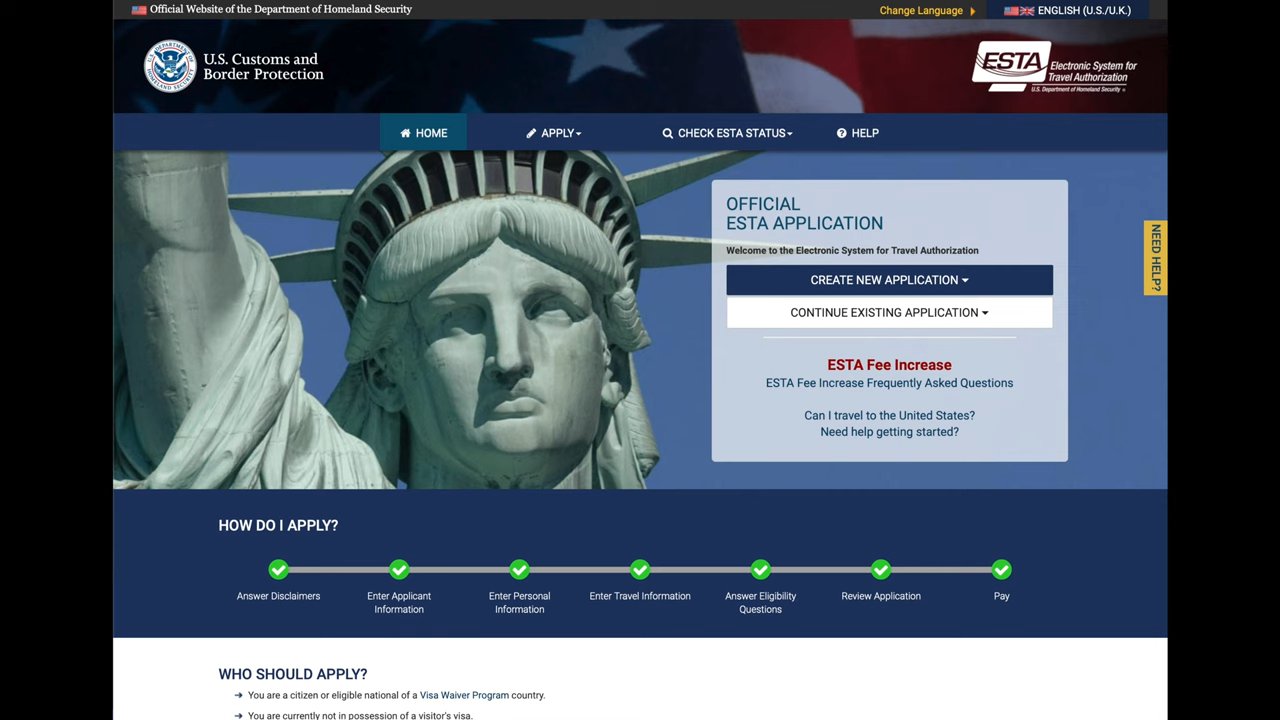 Official Website of the Department of Homeland Security
Change Language
ENGLISH (U.S./U.K.)
U.S. Customs and
Border Protection
ESTA
Electronic System for
Travel Authorization
U.S. Department of Homeland Security
HOME
APPLY
CHECK ESTA STATUS
HELP
OFFICIAL
ESTA APPLICATION
Welcome to the Electronic System for Travel Authorization
CREATE NEW APPLICATION
CONTINUE EXISTING APPLICATION
ESTA Fee Increase
ESTA Fee Increase Frequently Asked Questions
Can I travel to the United States?
Need help getting started?
NEED HELP?
HOW DO I APPLY?
Answer Disclaimers
Enter Applicant
Information
Enter Personal
Information
Enter Travel Information
Answer Eligibility
Questions
Review Application
Pay
WHO SHOULD APPLY?
You are a citizen or eligible national of a Visa Waiver Program country.
You are currently not in possession of a visitor's visa.